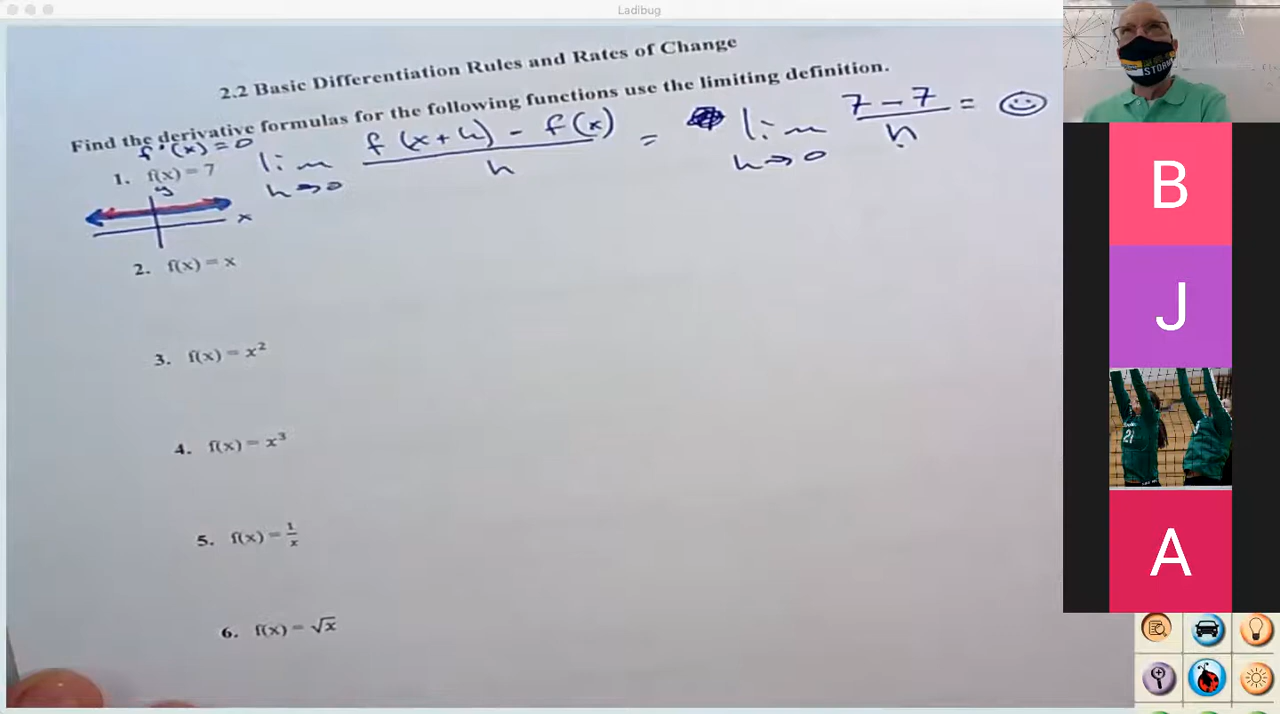 Ladibug
2.2 Basic Differentiation Rules and Rates of Change
Find the derivative formulas for the following functions use the limiting definition.
f'(x) = 0
1. f(x) = 7
lim h→0 f(x+h) - f(x) / h = lim h→0 7-7 / h =
y
x
2. f(x) = x
3. f(x) = x²
4. f(x) = x³
5. f(x) = 1/x
6. f(x) = √x
STORM
B
J
21
A